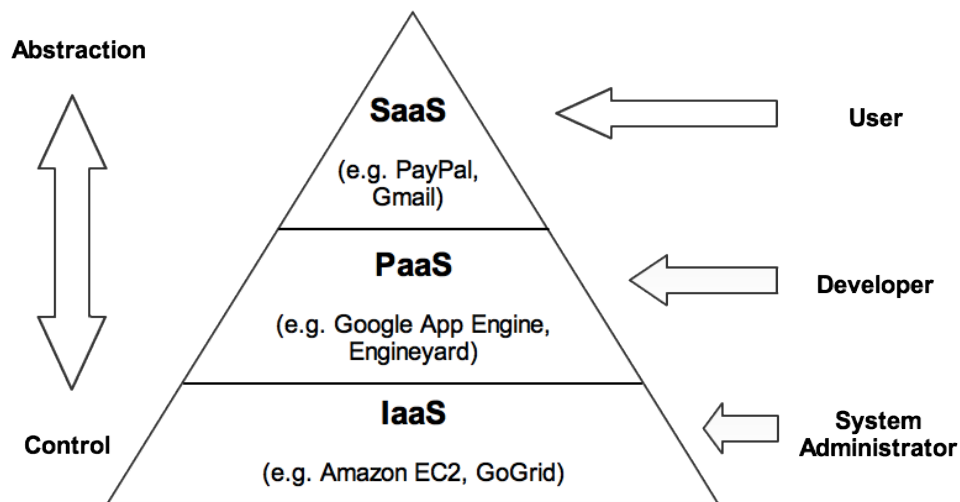 Abstraction
SaaS
User
(e.g. PayPal,
Gmail)
PaaS
Developer
(e.g. Google App Engine,
Engineyard)
IaaS
System
Administrator
Control
(e.g. Amazon EC2, GoGrid)